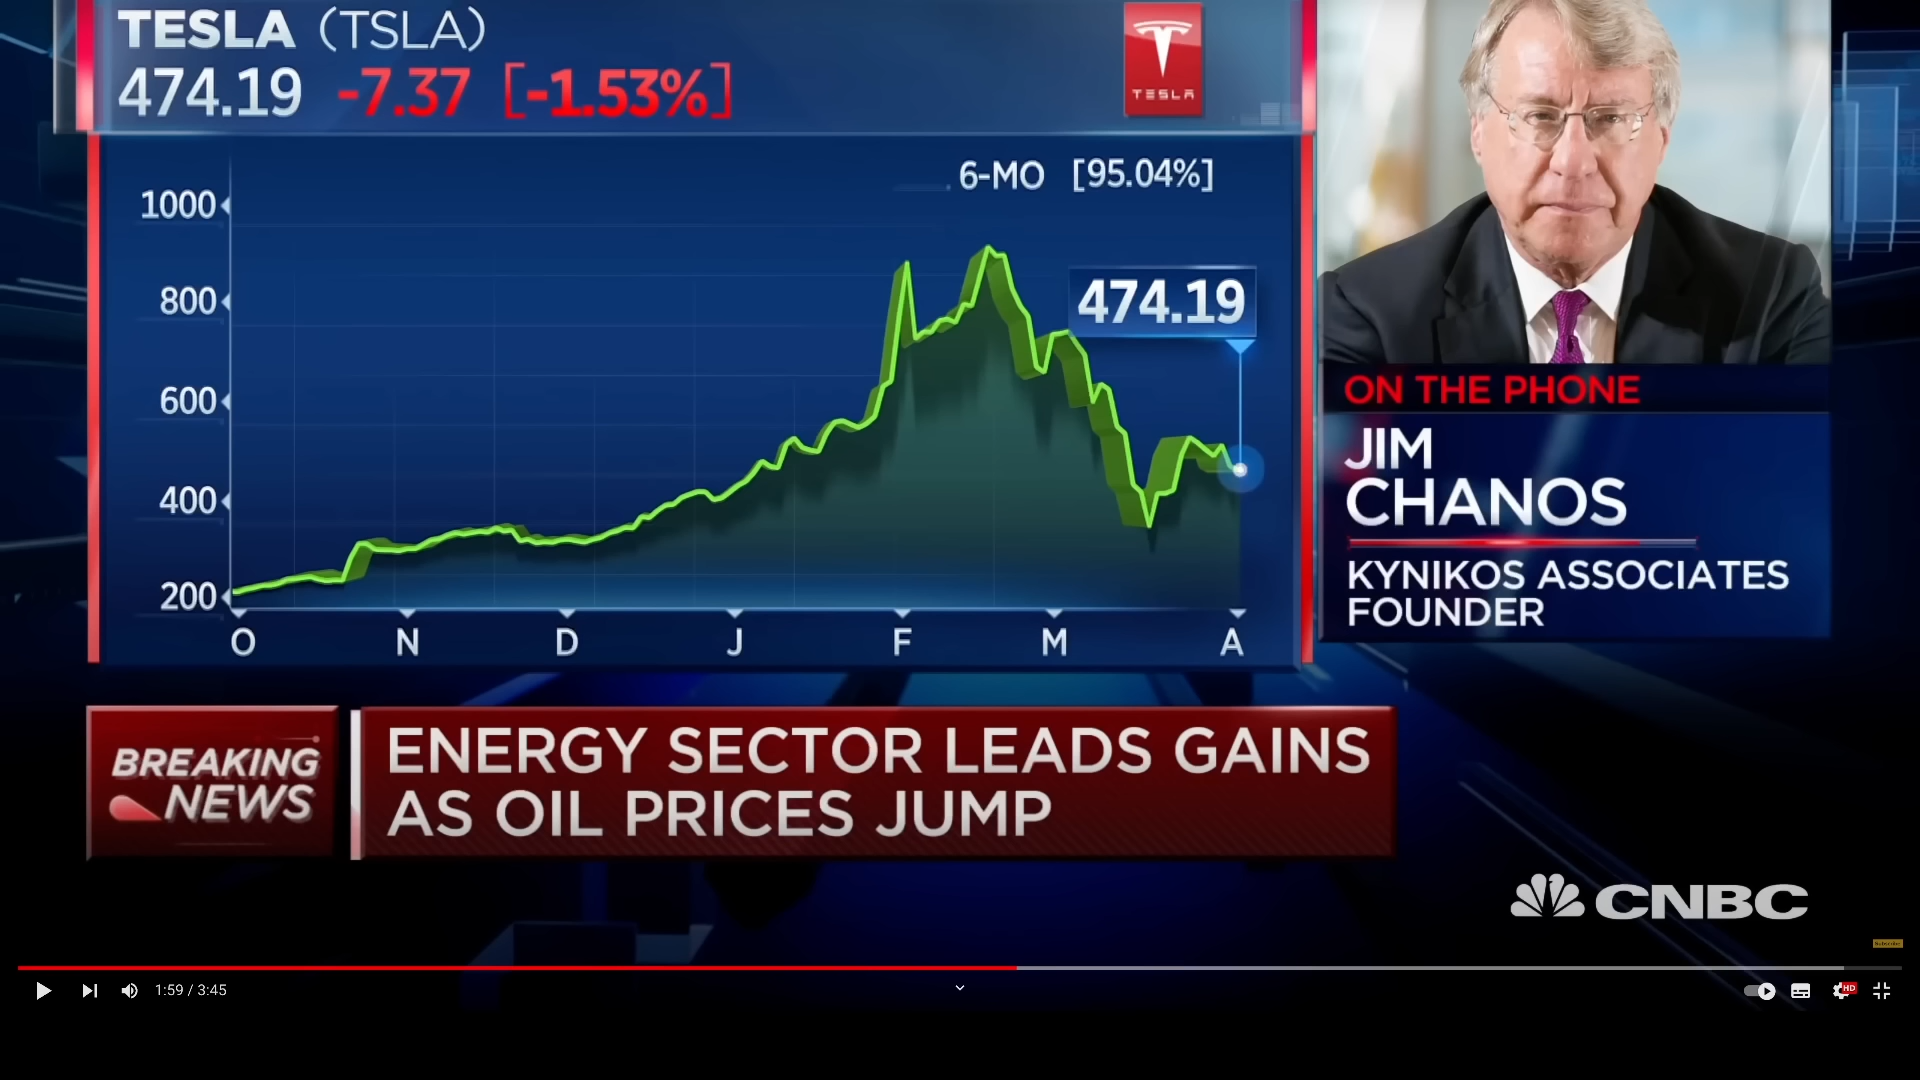 TESLA (TSLA)
474.19 -7.37 [-1.53%]
TESLA
6-MO [95.04%]
1000
800
600
400
200
474.19
O N D J F M A
ON THE PHONE
JIM
CHANOS
KYNIKOS ASSOCIATES
FOUNDER
BREAKING
NEWS
ENERGY SECTOR LEADS GAINS
AS OIL PRICES JUMP
CNBC
Subscribe
1:59 / 3:45
HD